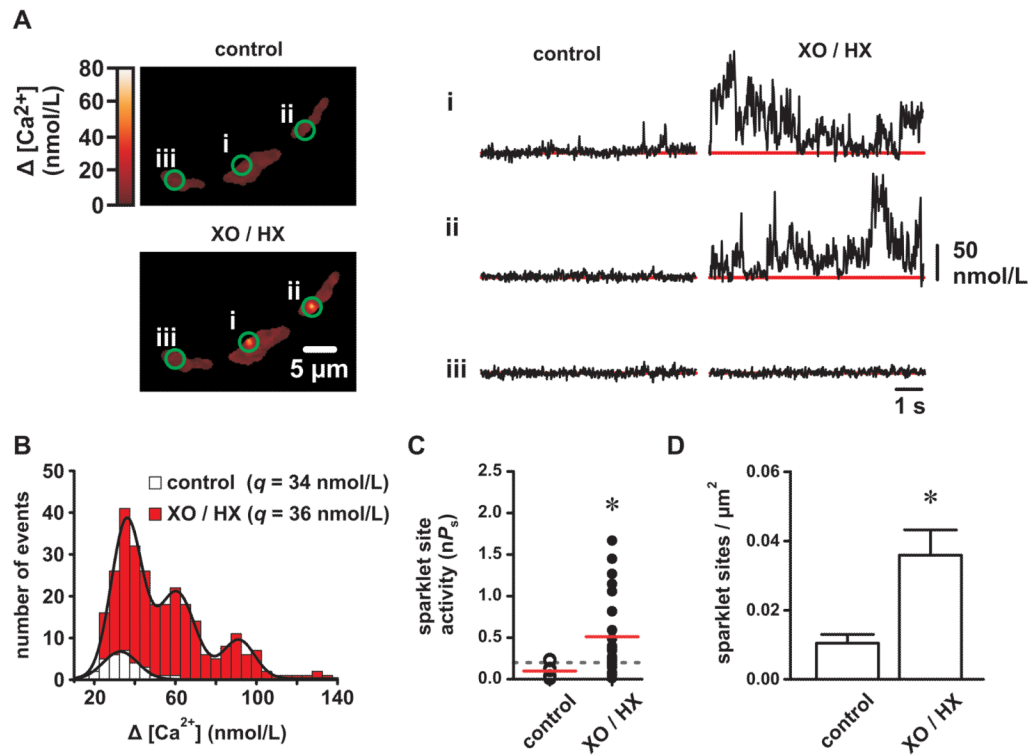 A
control
Δ [Ca2+]
(nmol/L)
80
60
40
20
0
iii
i
ii
XO / HX
iii
i
ii
5 µm
control
XO / HX
i
ii
iii
50
nmol/L
1 s
B
number of events
50
40
30
20
10
0
control (q = 34 nmol/L)
XO / HX (q = 36 nmol/L)
20
60
100
140
Δ [Ca2+] (nmol/L)
C
sparklet site
activity (nPs)
2.5
2.0
1.5
1.0
0.5
0.0
*
control
XO / HX
D
sparklet sites / µm2
0.06
0.04
0.02
0.00
*
control
XO / HX